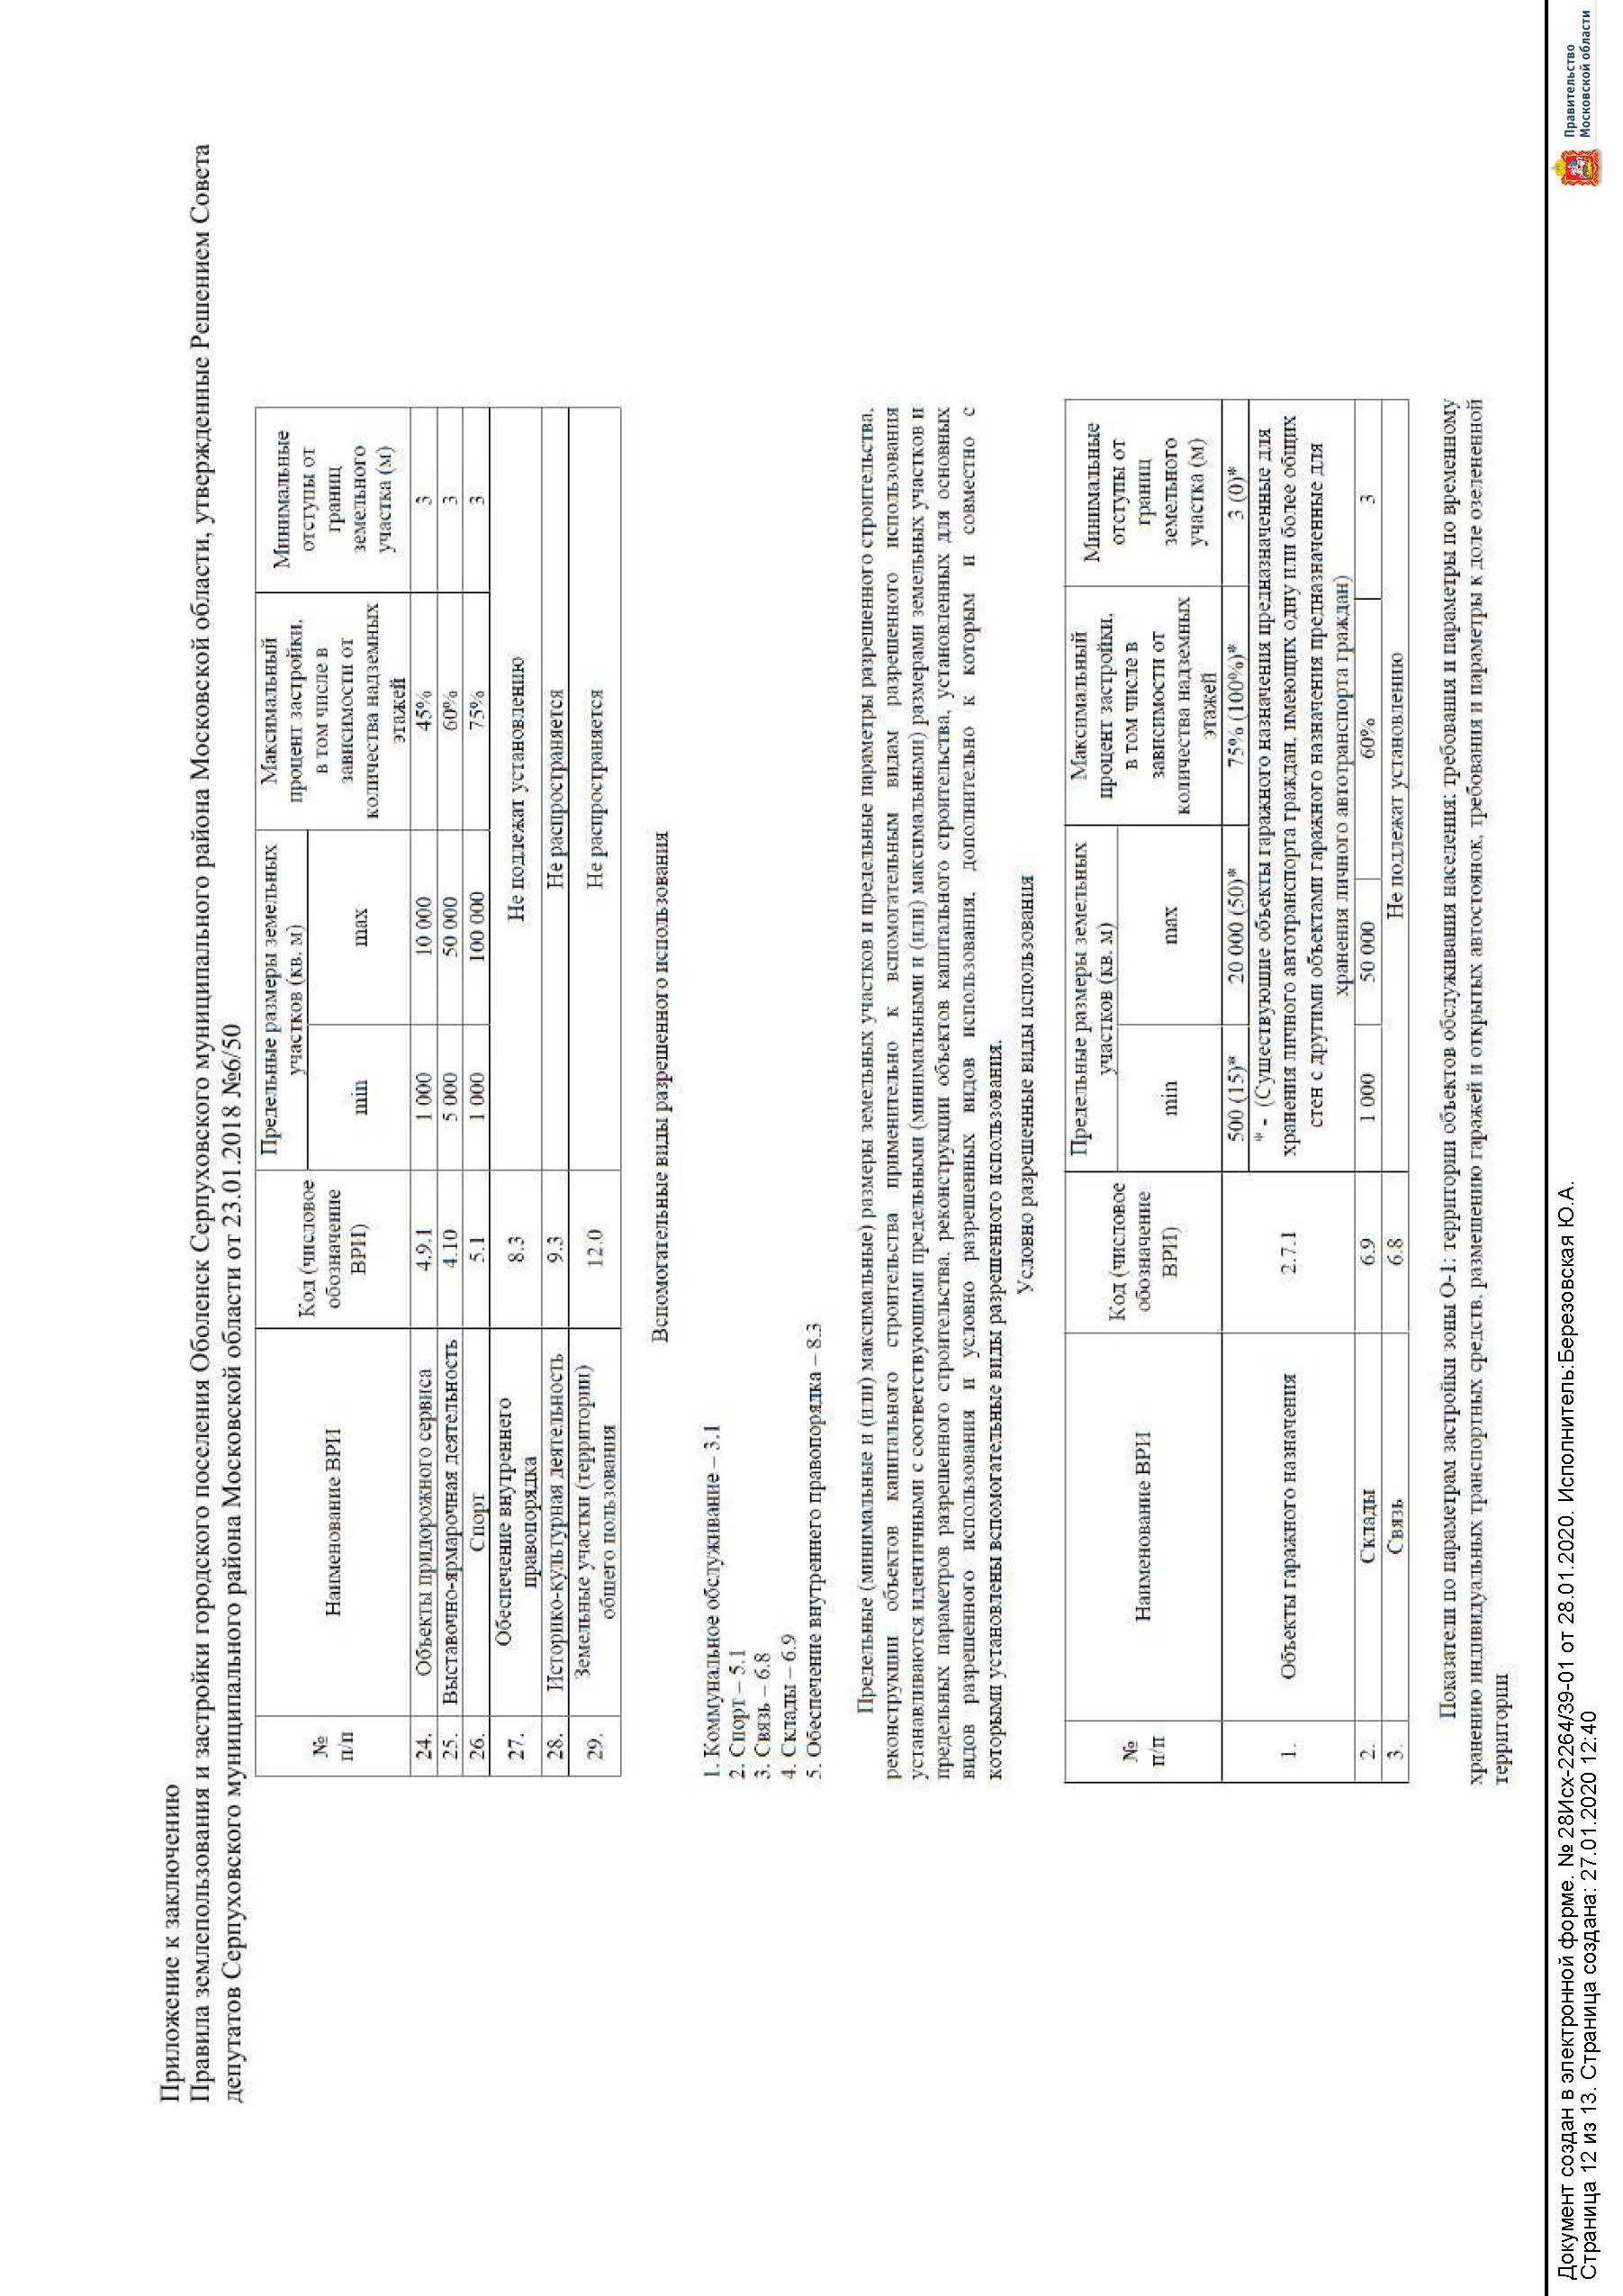 Приложение к заключению
Правила землепользования и застройки городского поселения Оболенск Серпуховского муниципального района Московской области, утвержденные Решением Совета
депутатов Серпуховского муниципального района Московской области от 23.01.2018 №6/50
№ п/п
Наименование ВРИ
Код (числовое обозначение ВРИ)
Предельные размеры земельных участков (кв. м)
min
max
Максимальный процент застройки, в том числе в зависимости от количества надземных этажей
Минимальные отступы от границ земельного участка (м)
24. Объекты придорожного сервиса 4.9.1 1 000 10 000 45% 3
25. Выставочно-ярмарочная деятельность 4.10 5 000 50 000 60% 3
26. Спорт 5.1 1 000 100 000 75% 3
27. Обеспечение внутреннего правопорядка 8.3 Не подлежат установлению
28. Историко-культурная деятельность 9.3 Не распространяется
29. Земельные участки (территории) общего пользования 12.0 Не распространяется
Вспомогательные виды разрешенного использования
1. Коммунальное обслуживание – 3.1
2. Спорт – 5.1
3. Связь – 6.8
4. Склады – 6.9
5. Обеспечение внутреннего правопорядка – 8.3
Предельные (минимальные и (или) максимальные) размеры земельных участков и предельные параметры разрешенного строительства,
реконструкции объектов капитального строительства применительно к вспомогательным видам разрешенного использования
устанавливаются идентичными с соответствующими предельными (минимальными и (или) максимальными) размерами земельных участков и
предельных параметров разрешенного строительства, реконструкции объектов капитального строительства, установленных для основных
видов разрешенного использования и условно разрешенных видов использования, дополнительно к которым и совместно с
которыми установлены вспомогательные виды разрешенного использования.
Условно разрешенные виды использования
№ п/п
Наименование ВРИ
Код (числовое обозначение ВРИ)
Предельные размеры земельных участков (кв. м)
min
max
Максимальный процент застройки, в том числе в зависимости от количества надземных этажей
Минимальные отступы от границ земельного участка (м)
1. Объекты гаражного назначения 2.7.1 500 (15)* 20 000 (50)* 75% (100%)* 3 (0)*
* - (Существующие объекты гаражного назначения предназначенные для
хранения личного автотранспорта граждан, имеющих одну или более общих
стен с другими объектами гаражного назначения предназначенные для
хранения личного автотранспорта граждан)
2. Склады 6.9 1 000 50 000 60% 3
3. Связь 6.8 Не подлежат установлению
Показатели по параметрам застройки зоны О-1: территории объектов обслуживания населения; требования и параметры по временному
хранению индивидуальных транспортных средств, размещению гаражей и открытых автостоянок, требования и параметры к доле озелененной
территории
Документ создан в электронной форме. № 28Исх-2264/39-01 от 28.01.2020. Исполнитель:Березовская Ю.А.
Страница 12 из 13. Страница создана: 27.01.2020 12:40
Правительство
Московской области